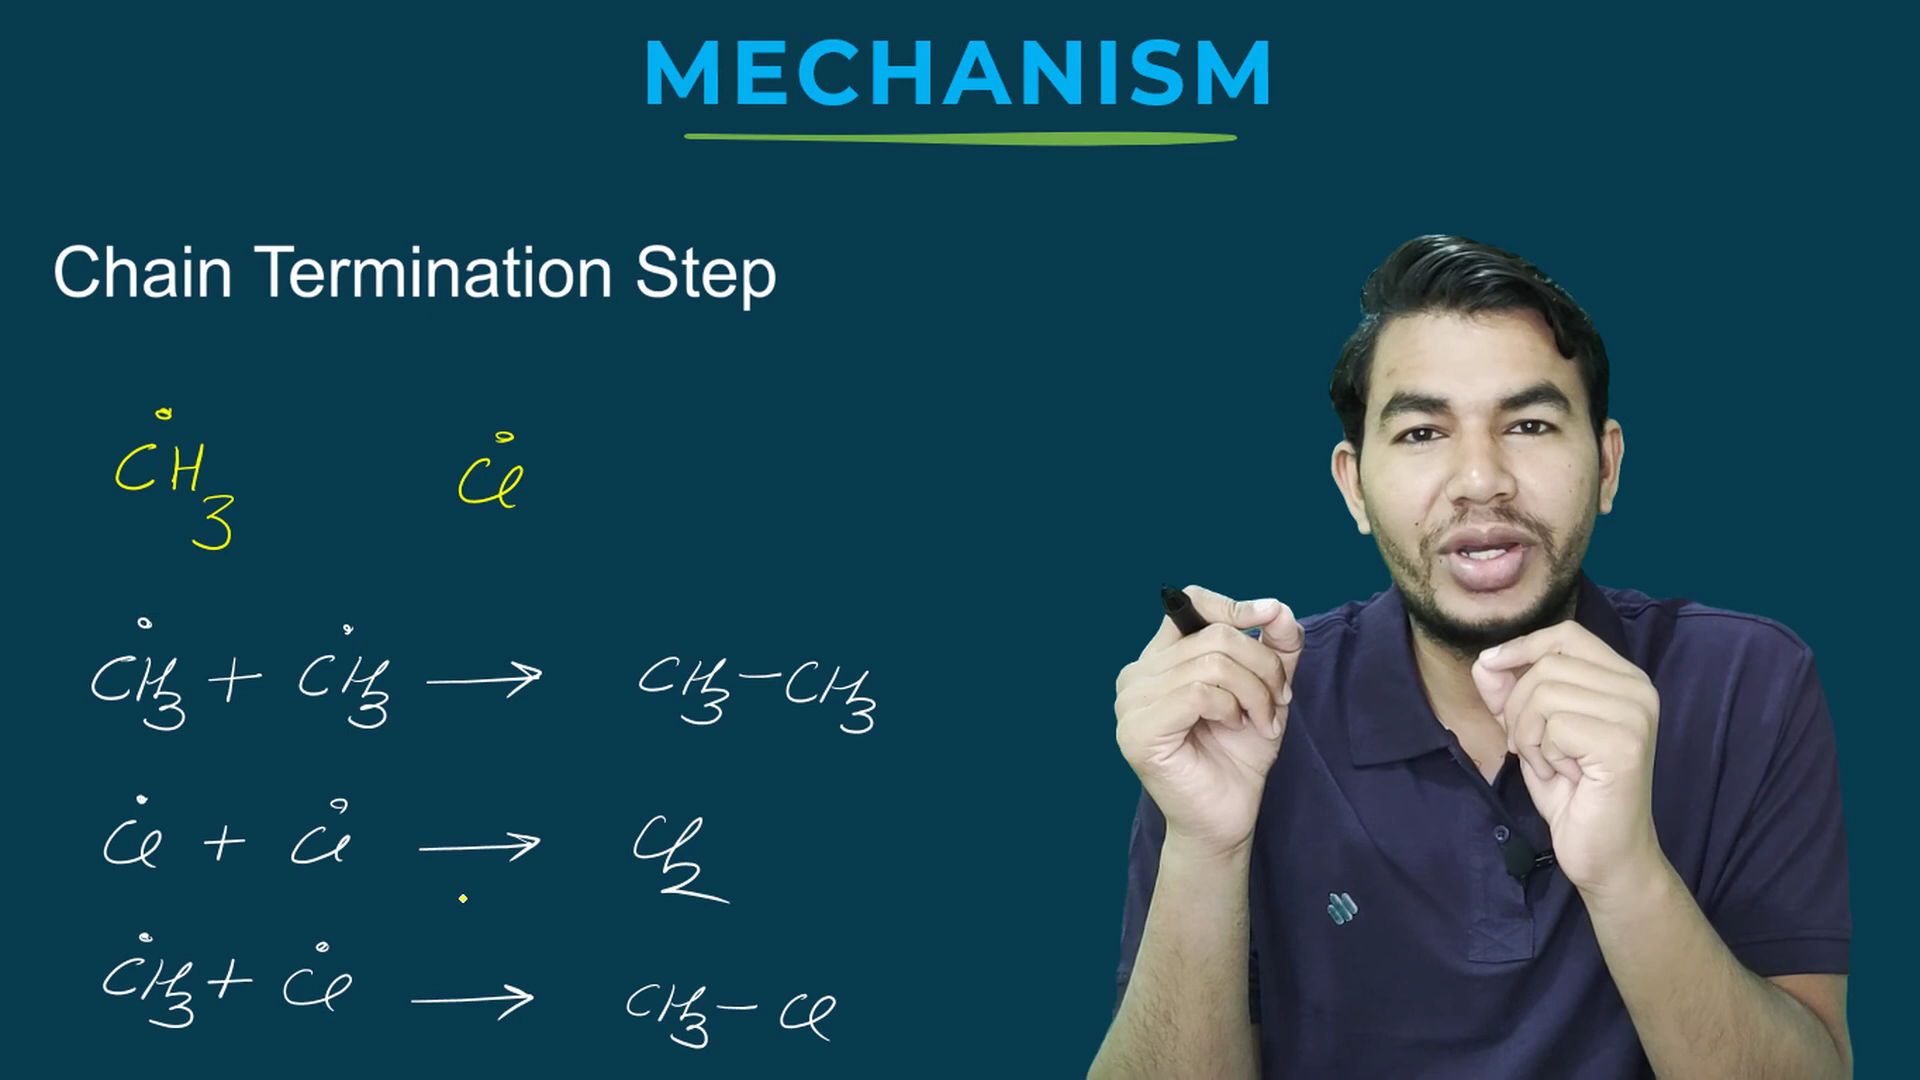 MECHANISM
Chain Termination Step
ĊH₃ Ċl
ĊH₃ + ĊH₃ ⟶ CH₃–CH₃
Ċl + Ċl ⟶ Cl₂
ĊH₃ + Ċl ⟶ CH₃–Cl